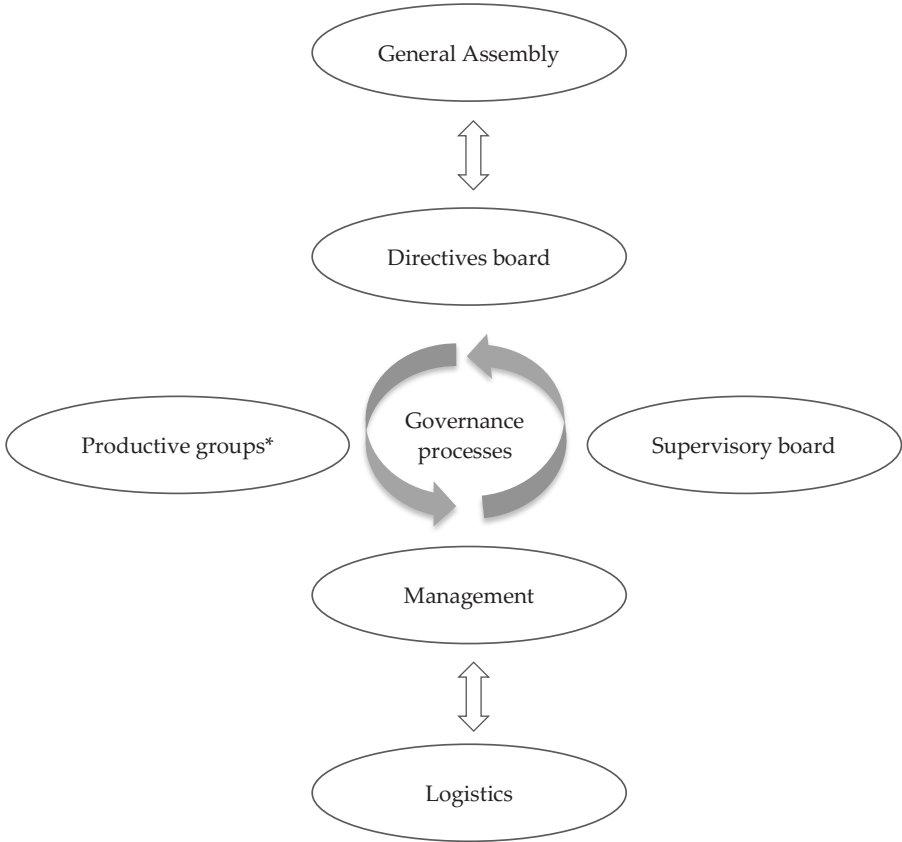 General Assembly
Directives board
Governance
processes
Productive groups*
Supervisory board
Management
Logistics